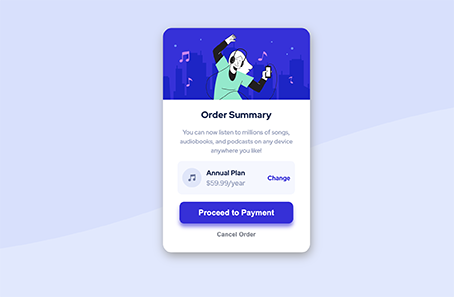 Order Summary
You can now listen to millions of songs,
audiobooks, and podcasts on any device
anywhere you like!
Annual Plan
$59.99/year
Change
Proceed to Payment
Cancel Order